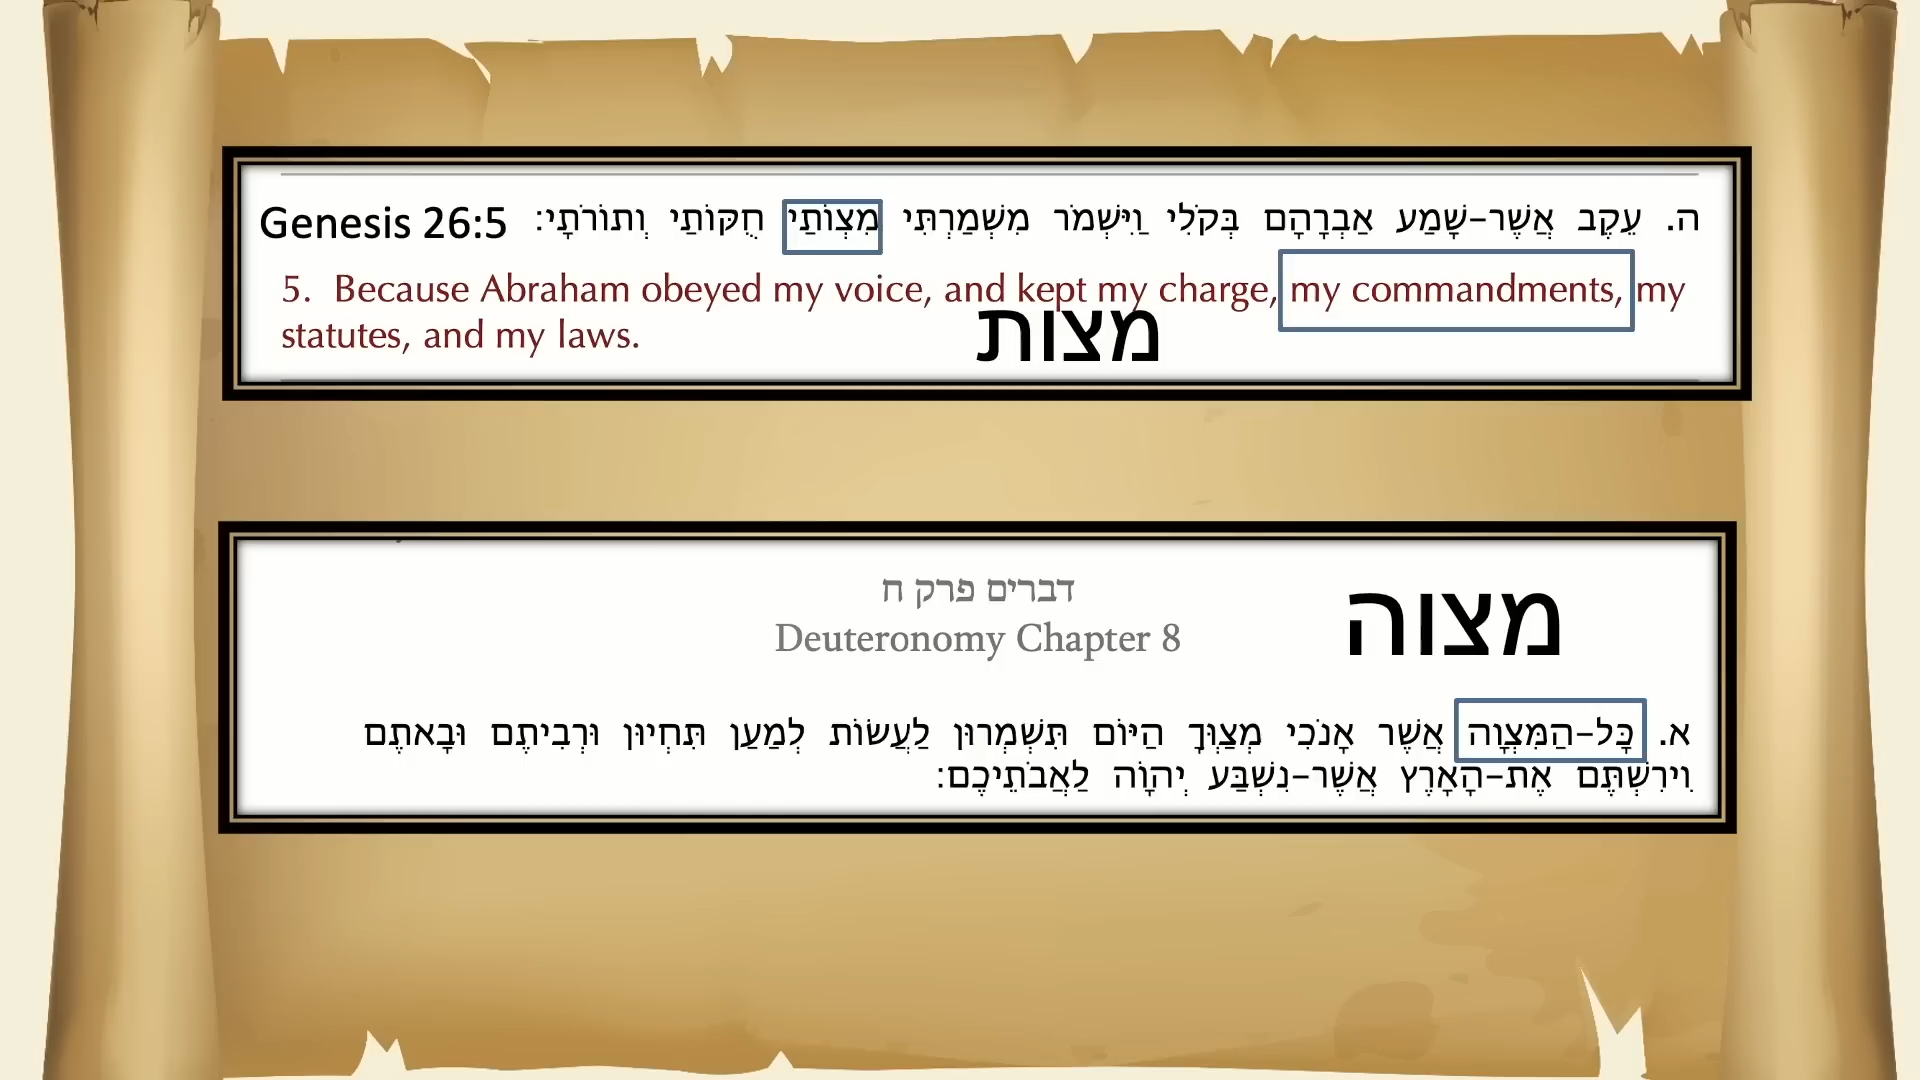 Genesis 26:5
ה. עֵקֶב אֲשֶׁר–שָׁמַע אַבְרָהָם בְּקֹלִי וַיִּשְׁמֹר מִשְׁמַרְתִּי מִצְוֹתַי חֻקּוֹתַי וְתוֹרֹתָי:
5. Because Abraham obeyed my voice, and kept my charge, my commandments, my
statutes, and my laws.
מצות
דברים פרק ח
Deuteronomy Chapter 8
מצוה
א. כָּל–הַמִּצְוָה אֲשֶׁר אָנֹכִי מְצַוְּךָ הַיּוֹם תִּשְׁמְרוּן לַעֲשׂוֹת לְמַעַן תִּחְיוּן וּרְבִיתֶם וּבָאתֶם
וִירִשְׁתֶּם אֶת–הָאָרֶץ אֲשֶׁר–נִשְׁבַּע יְהוָֹה לַאֲבֹתֵיכֶם: